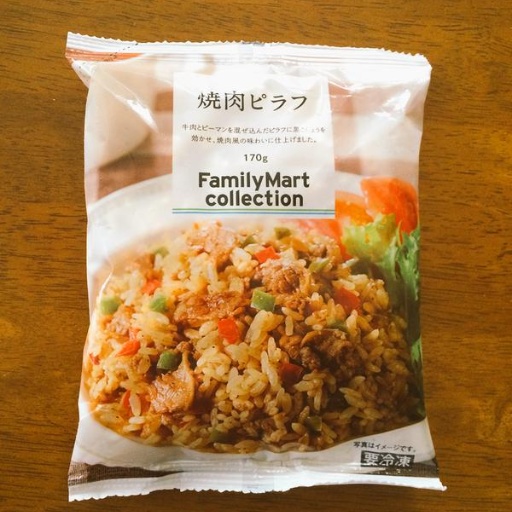 焼肉ピラフ
牛肉とピーマンを混ぜ込んだピラフに
効かせ、焼肉風の味わいに仕上げました。
170g
FamilyMart
collection
写真はイメージです。
要冷凍